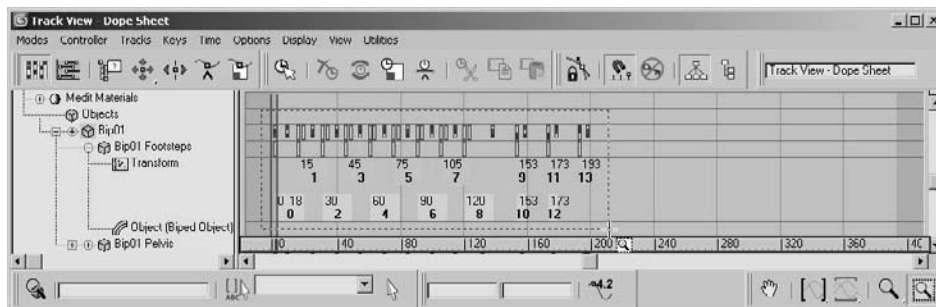 Track View - Dope Sheet
Modes Controller Tracks Keys Time Options Display View Utilities
Track View - Dope Sheet
Medit Materials
Objects
Bip01
Bip01 Footsteps
Transform
15 45 75 105 153 173 193
1 3 5 7 9 11 13
0 18 30 60 90 120 153 173
0 2 4 6 8 10 12
Object (Biped Object)
Bip01 Pelvis
0 40 80 120 160 200 240 280 320 360
ABC
4.2